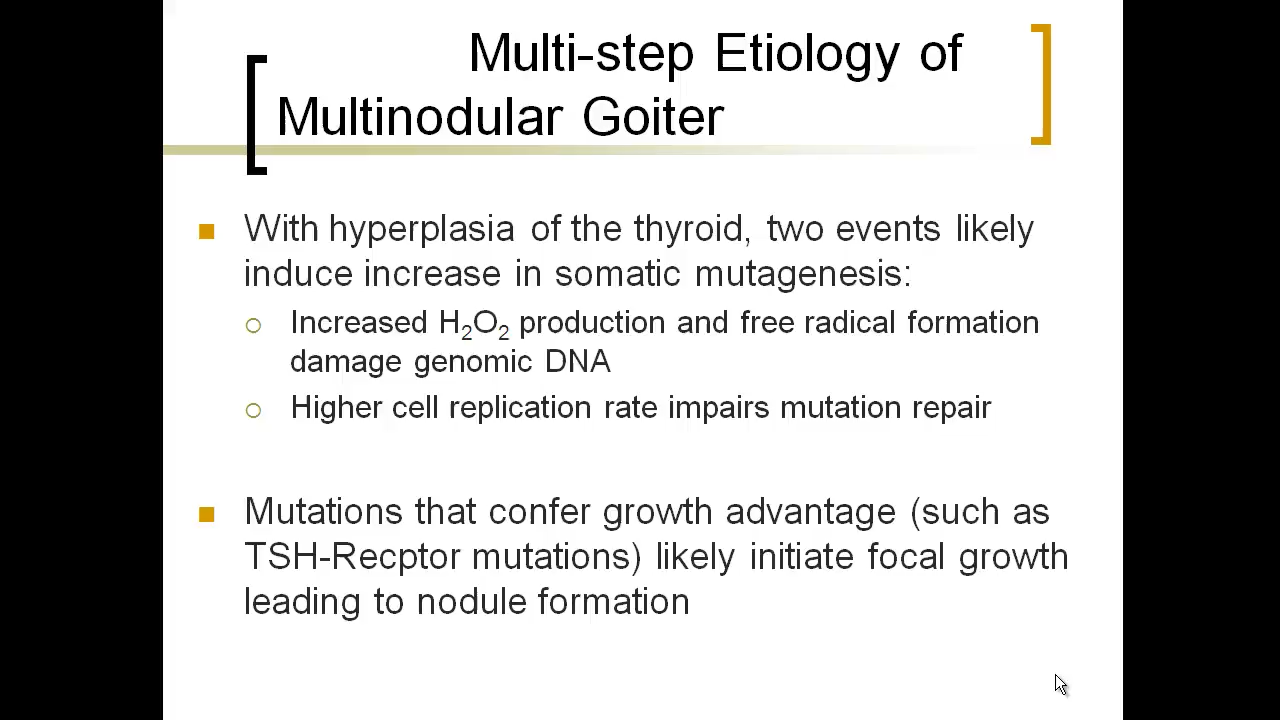 Multi-step Etiology of
Multinodular Goiter
With hyperplasia of the thyroid, two events likely
induce increase in somatic mutagenesis:
Increased H₂O₂ production and free radical formation
damage genomic DNA
Higher cell replication rate impairs mutation repair
Mutations that confer growth advantage (such as
TSH-Recptor mutations) likely initiate focal growth
leading to nodule formation